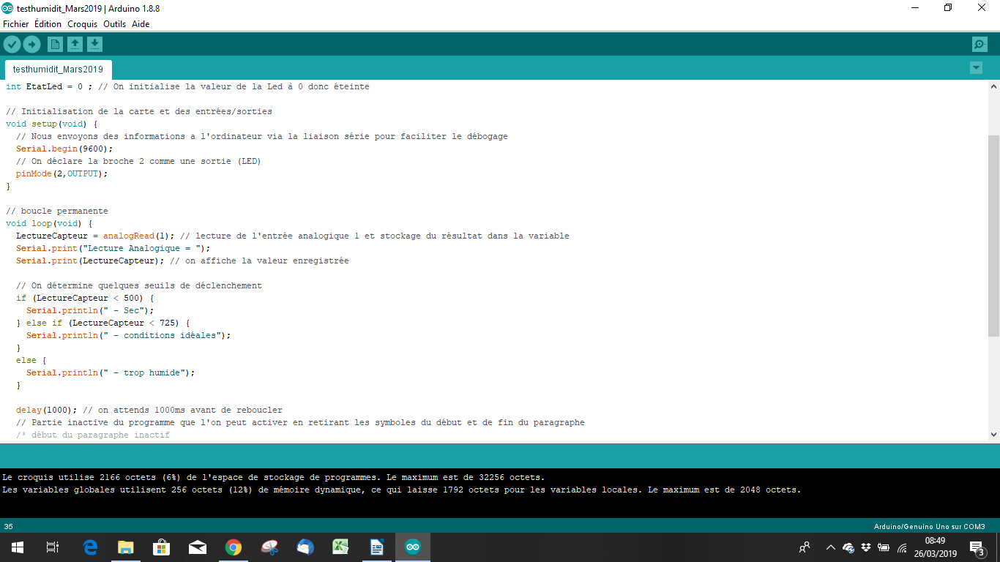 testhumidit_Mars2019 | Arduino 1.8.8
Fichier Édition Croquis Outils Aide
testhumidit_Mars2019
int EtatLed = 0 ; // On initialise la valeur de la Led à 0 donc éteinte
// Initialisation de la carte et des entrées/sorties
void setup(void) {
// Nous envoyons des informations a l'ordinateur via la liaison série pour faciliter le débogage
Serial.begin(9600);
// On déclare la broche 2 comme une sortie (LED)
pinMode(2,OUTPUT);
}
// boucle permanente
void loop(void) {
LectureCapteur = analogRead(1); // lecture de l'entrée analogique 1 et stockage du résultat dans la variable
Serial.print("Lecture Analogique = ");
Serial.print(LectureCapteur); // on affiche la valeur enregistrée
// On détermine quelques seuils de déclenchement
if (LectureCapteur < 500) {
Serial.println(" - Sec");
} else if (LectureCapteur < 725) {
Serial.println(" - conditions idéales");
}
else {
Serial.println(" - trop humide");
}
delay(1000); // on attends 1000ms avant de reboucler
// Partie inactive du programme que l'on peut activer en retirant les symboles du début et de fin du paragraphe
/* début du paragraphe inactif
Le croquis utilise 2166 octets (6%) de l'espace de stockage de programmes. Le maximum est de 32256 octets.
Les variables globales utilisent 256 octets (12%) de mémoire dynamique, ce qui laisse 1792 octets pour les variables locales. Le maximum est de 2048 octets.
35
Arduino/Genuino Uno sur COM3
08:49
26/03/2019
3